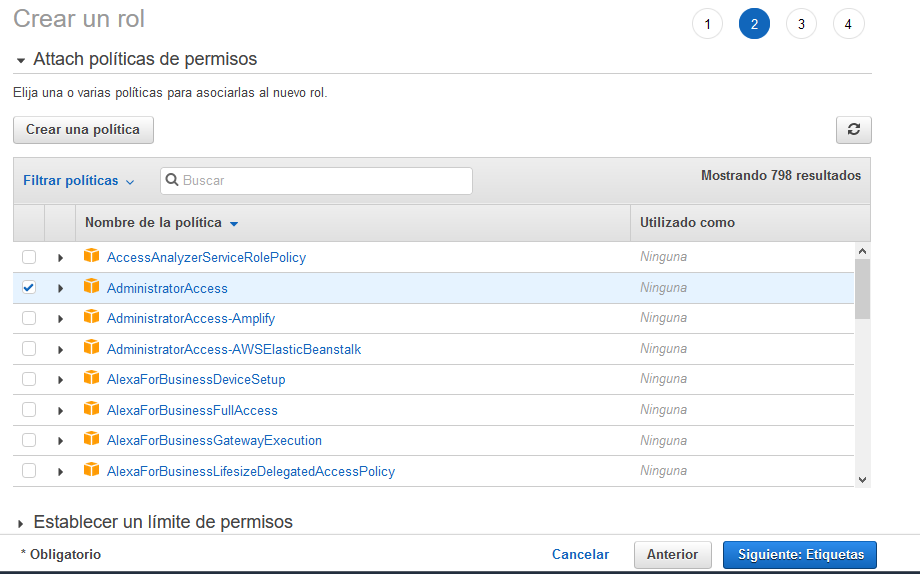 Crear un rol
1 2 3 4
Attach políticas de permisos
Elija una o varias políticas para asociarlas al nuevo rol.
Crear una política
Filtrar políticas Buscar Mostrando 798 resultados
Nombre de la política Utilizado como
AccessAnalyzerServiceRolePolicy Ninguna
AdministratorAccess Ninguna
AdministratorAccess-Amplify Ninguna
AdministratorAccess-AWSElasticBeanstalk Ninguna
AlexaForBusinessDeviceSetup Ninguna
AlexaForBusinessFullAccess Ninguna
AlexaForBusinessGatewayExecution Ninguna
AlexaForBusinessLifesizeDelegatedAccessPolicy Ninguna
Establecer un límite de permisos
* Obligatorio Cancelar Anterior Siguiente: Etiquetas